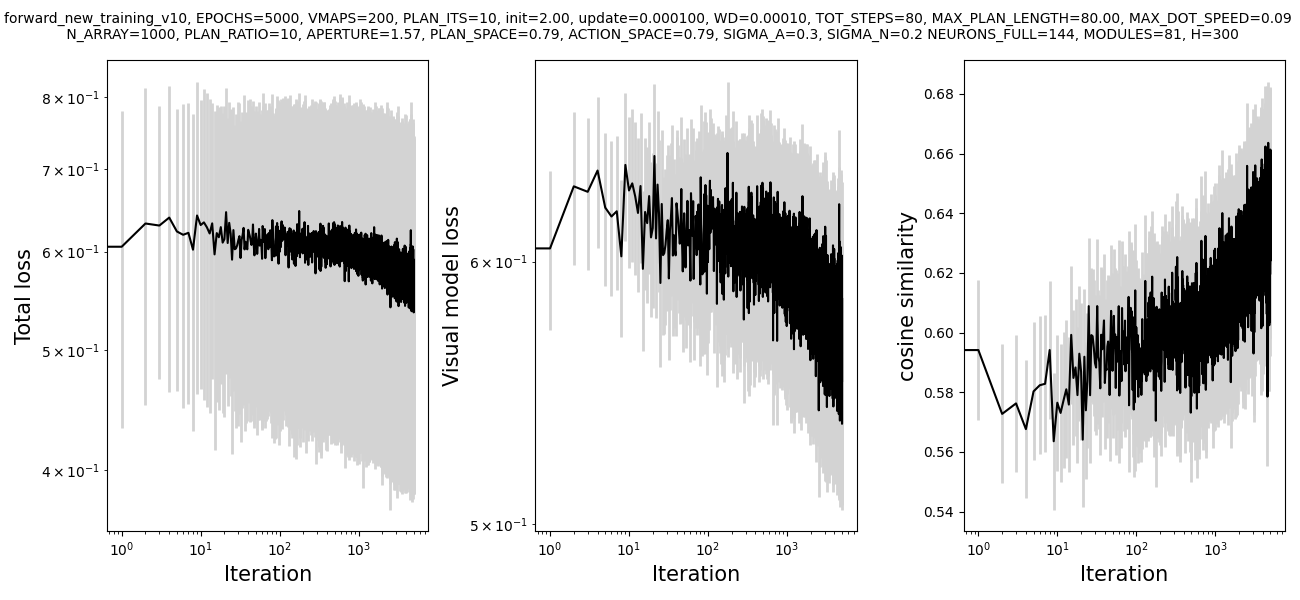 forward_new_training_v10, EPOCHS=5000, VMAPS=200, PLAN_ITS=10, init=2.00, update=0.000100, WD=0.00010, TOT_STEPS=80, MAX_PLAN_LENGTH=80.00, MAX_DOT_SPEED=0.09
N_ARRAY=1000, PLAN_RATIO=10, APERTURE=1.57, PLAN_SPACE=0.79, ACTION_SPACE=0.79, SIGMA_A=0.3, SIGMA_N=0.2 NEURONS_FULL=144, MODULES=81, H=300
Total loss
8 × 10⁻¹
7 × 10⁻¹
6 × 10⁻¹
5 × 10⁻¹
4 × 10⁻¹
10⁰ 10¹ 10² 10³
Iteration
Visual model loss
6 × 10⁻¹
5 × 10⁻¹
10⁰ 10¹ 10² 10³
Iteration
cosine similarity
0.68
0.66
0.64
0.62
0.60
0.58
0.56
0.54
10⁰ 10¹ 10² 10³
Iteration